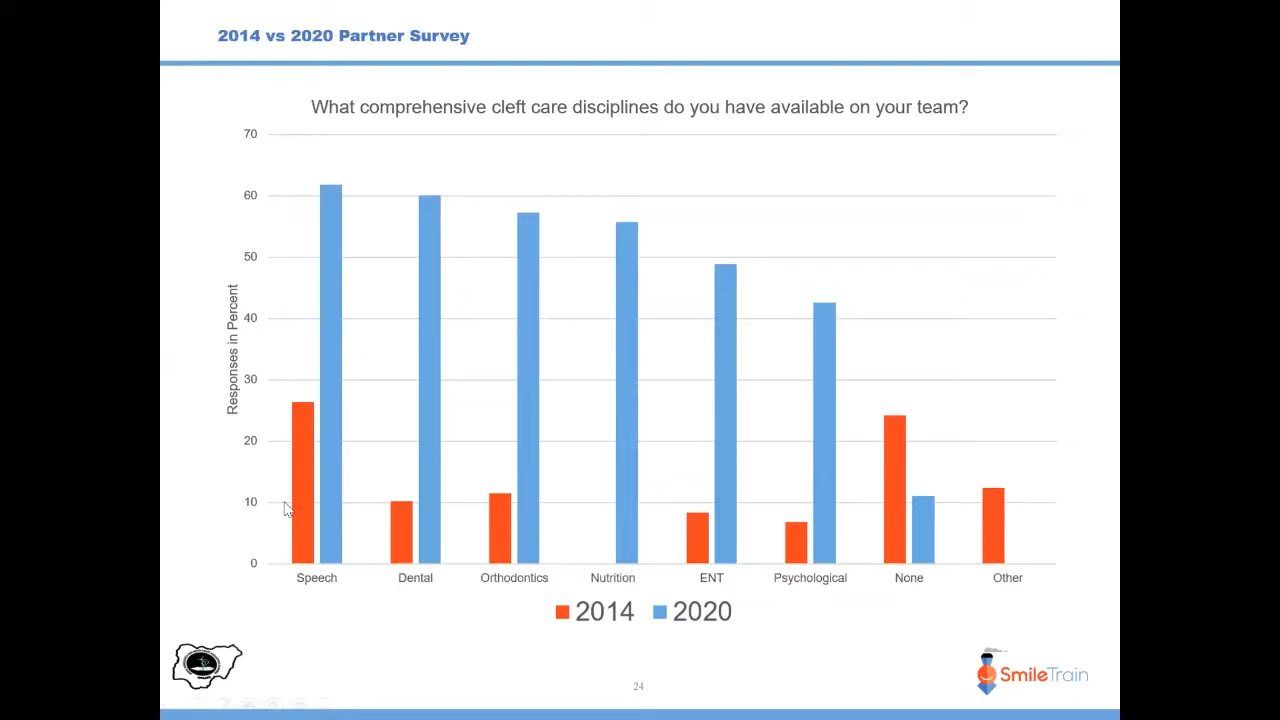 2014 vs 2020 Partner Survey
What comprehensive cleft care disciplines do you have available on your team?
70
60
50
40
30
20
10
0
Responses in Percent
Speech Dental Orthodontics Nutrition ENT Psychological None Other
2014 2020
24
SmileTrain